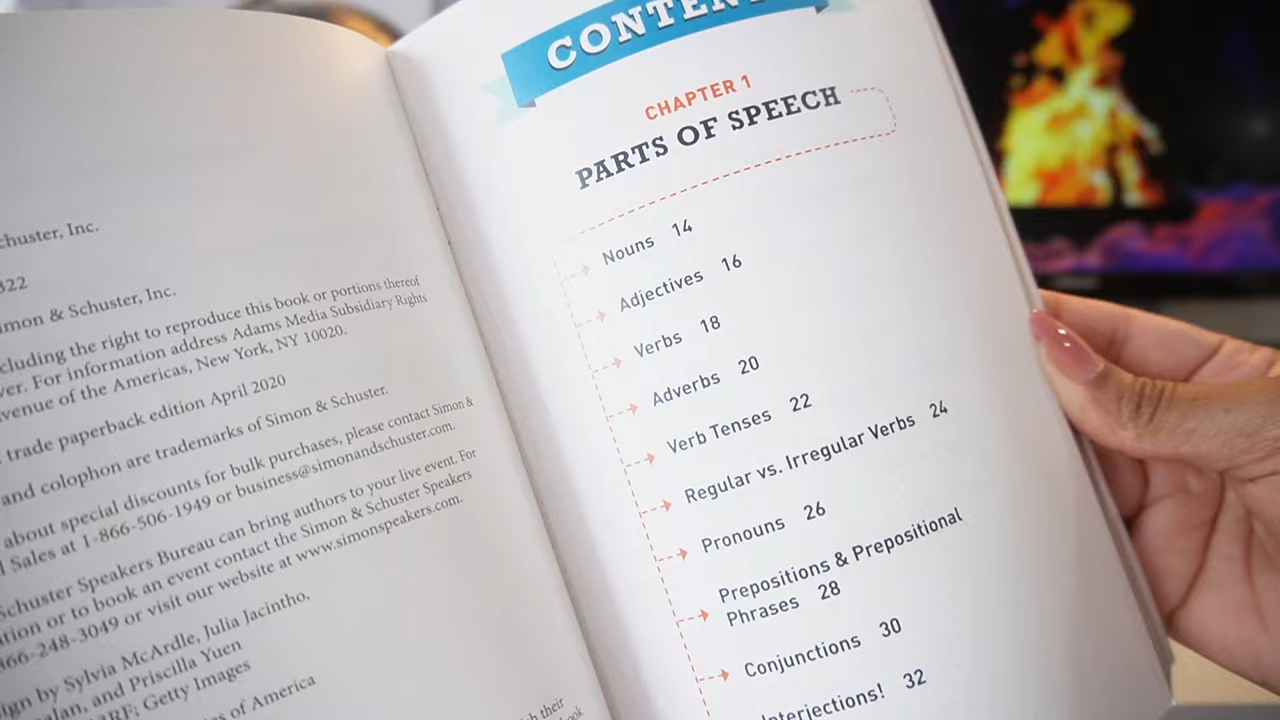 chuster, Inc.
322
imon & Schuster, Inc.
cluding the right to reproduce this book or portions thereof
ver. For information address Adams Media Subsidiary Rights
venue of the Americas, New York, NY 10020.
trade paperback edition April 2020
and colophon are trademarks of Simon & Schuster.
about special discounts for bulk purchases, please contact Simon &
l Sales at 1-866-506-1949 or business@simonandschuster.com.
Schuster Speakers Bureau can bring authors to your live event. For
ation or to book an event contact the Simon & Schuster Speakers
866-248-3049 or visit our website at www.simonspeakers.com.
ign by Sylvia McArdle, Julia Jacintho,
alan, and Priscilla Yuen
RF; Getty Images
es of America
h their
ook
CONTEN
CHAPTER 1
PARTS OF SPEECH
Nouns 14
Adjectives 16
Verbs 18
Adverbs 20
Verb Tenses 22
Regular vs. Irregular Verbs 24
Pronouns 26
Prepositions & Prepositional
Phrases 28
Conjunctions 30
Interjections! 32